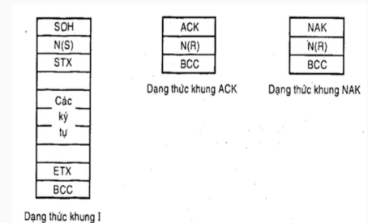 SOH
N(S)
STX
Các
ký
tự
ETX
BCC
Dạng thức khung I
ACK
N(R)
BCC
Dạng thức khung ACK
NAK
N(R)
BCC
Dạng thức khung NAK